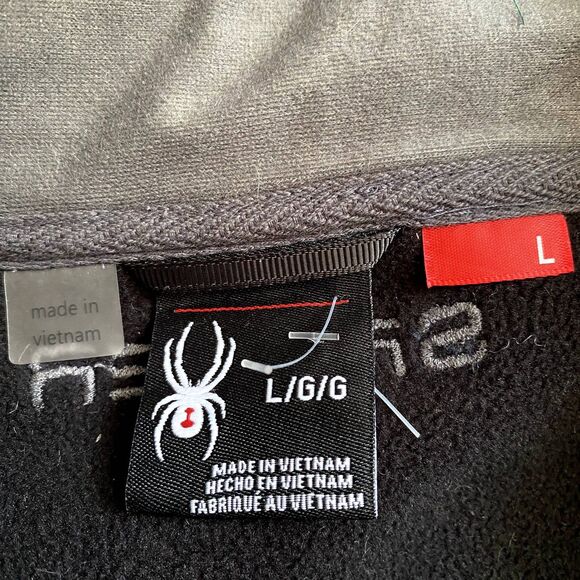 L
made in
vietnam
L/G/G
MADE IN VIETNAM
HECHO EN VIETNAM
FABRIQUÉ AU VIETNAM